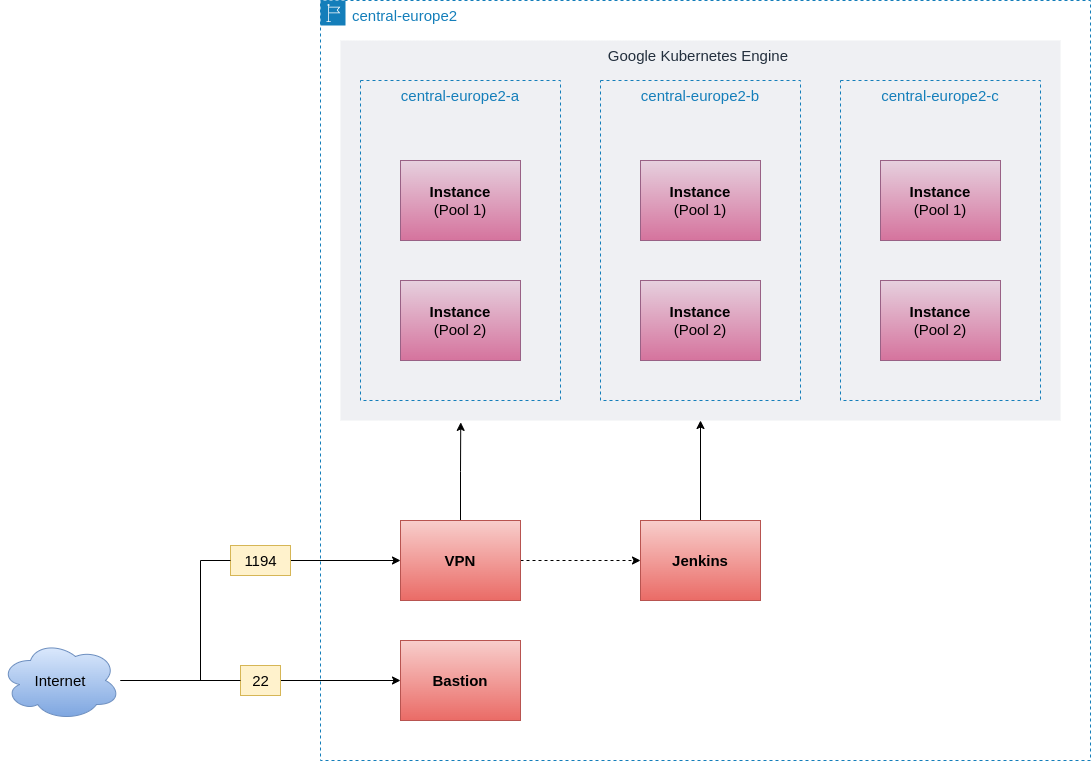 central-europe2
Google Kubernetes Engine
central-europe2-a
central-europe2-b
central-europe2-c
Instance
(Pool 1)
Instance
(Pool 1)
Instance
(Pool 1)
Instance
(Pool 2)
Instance
(Pool 2)
Instance
(Pool 2)
1194
VPN
Jenkins
Internet
22
Bastion